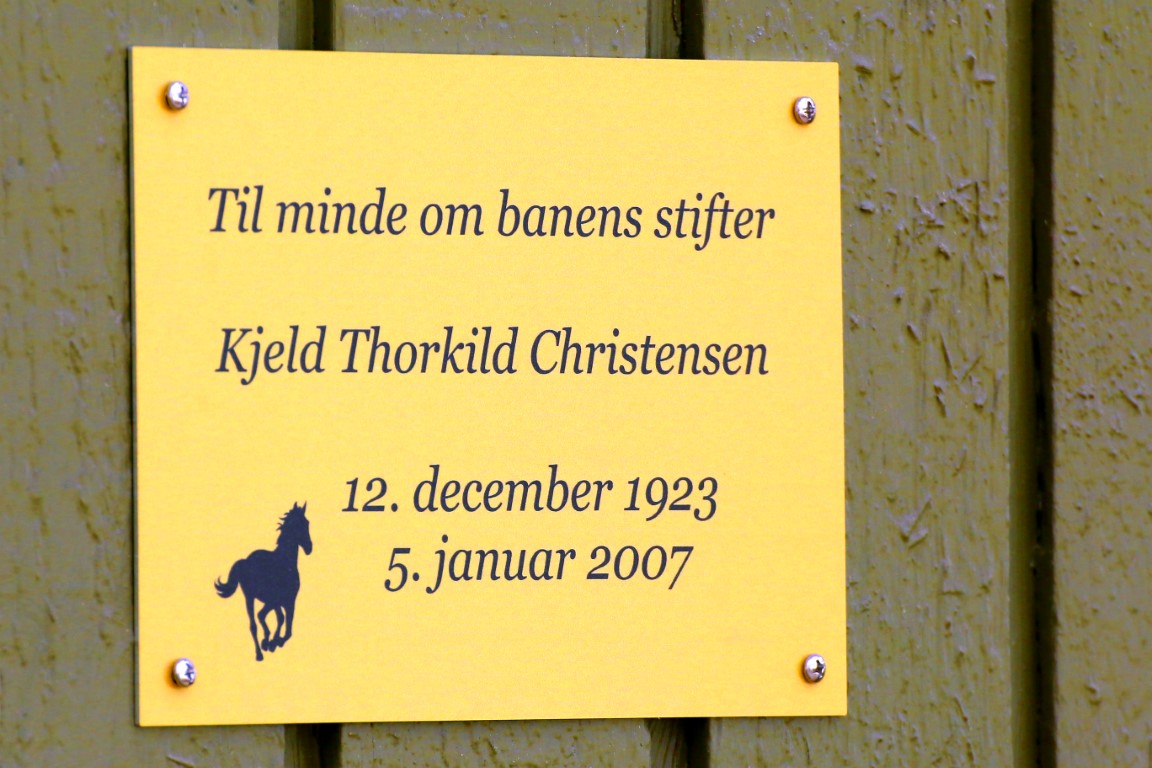 Til minde om banens stifter
Kjeld Thorkild Christensen
12. december 1923
5. januar 2007